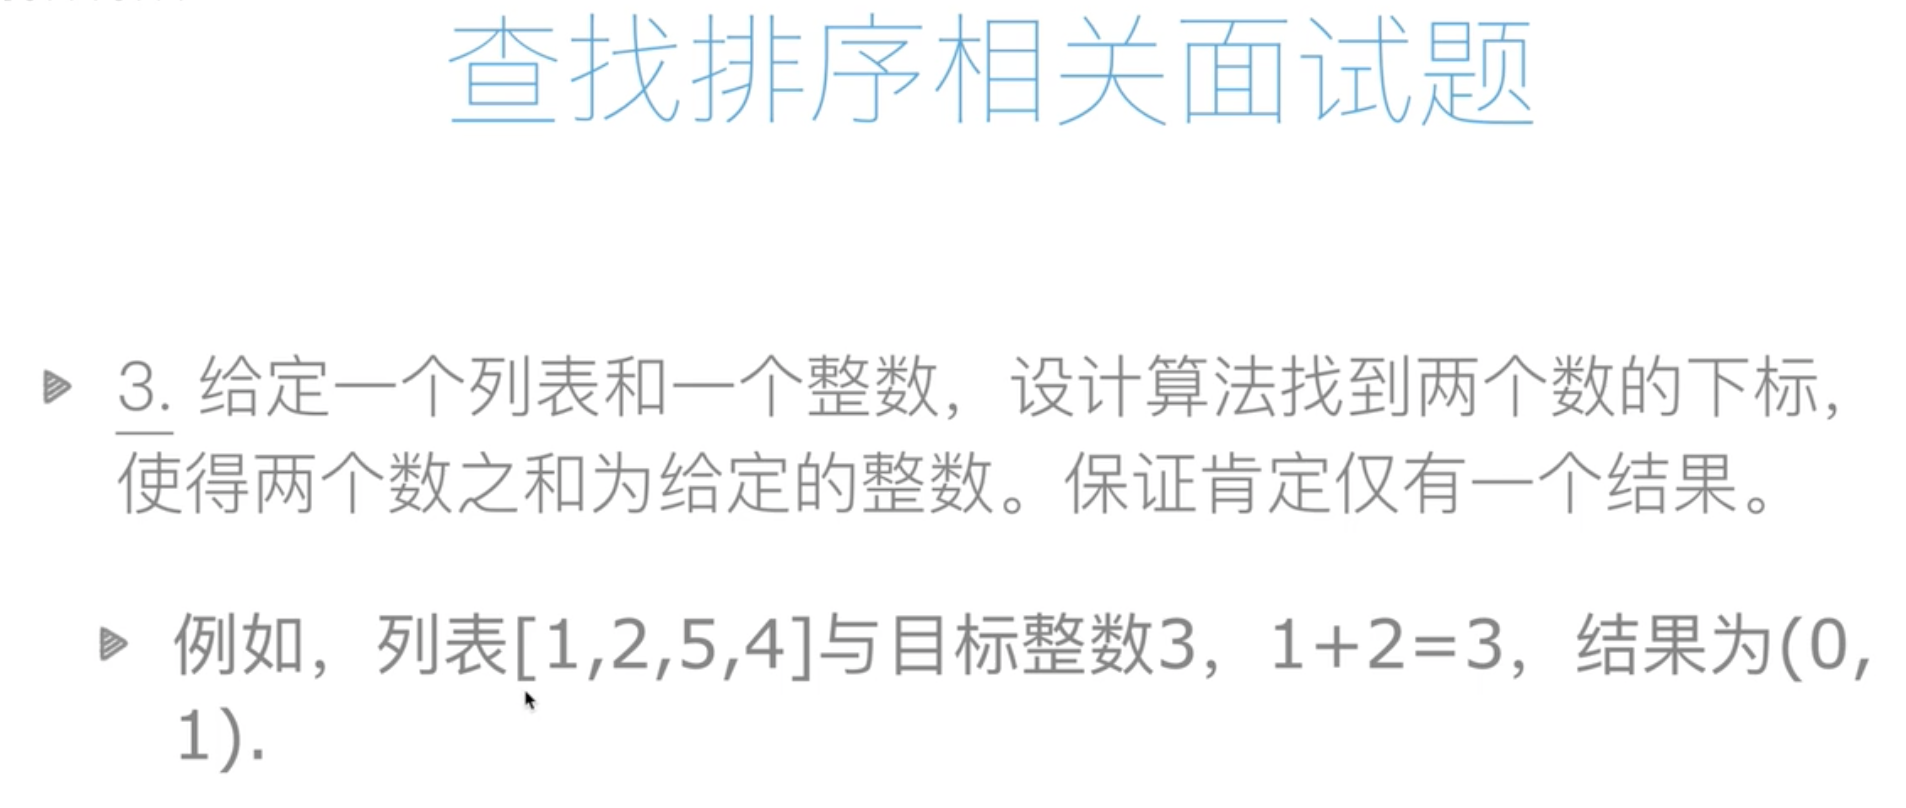 查找排序相关面试题
3. 给定一个列表和一个整数，设计算法找到两个数的下标，
使得两个数之和为给定的整数。保证肯定仅有一个结果。
例如，列表[1,2,5,4]与目标整数3，1+2=3，结果为(0,
1).